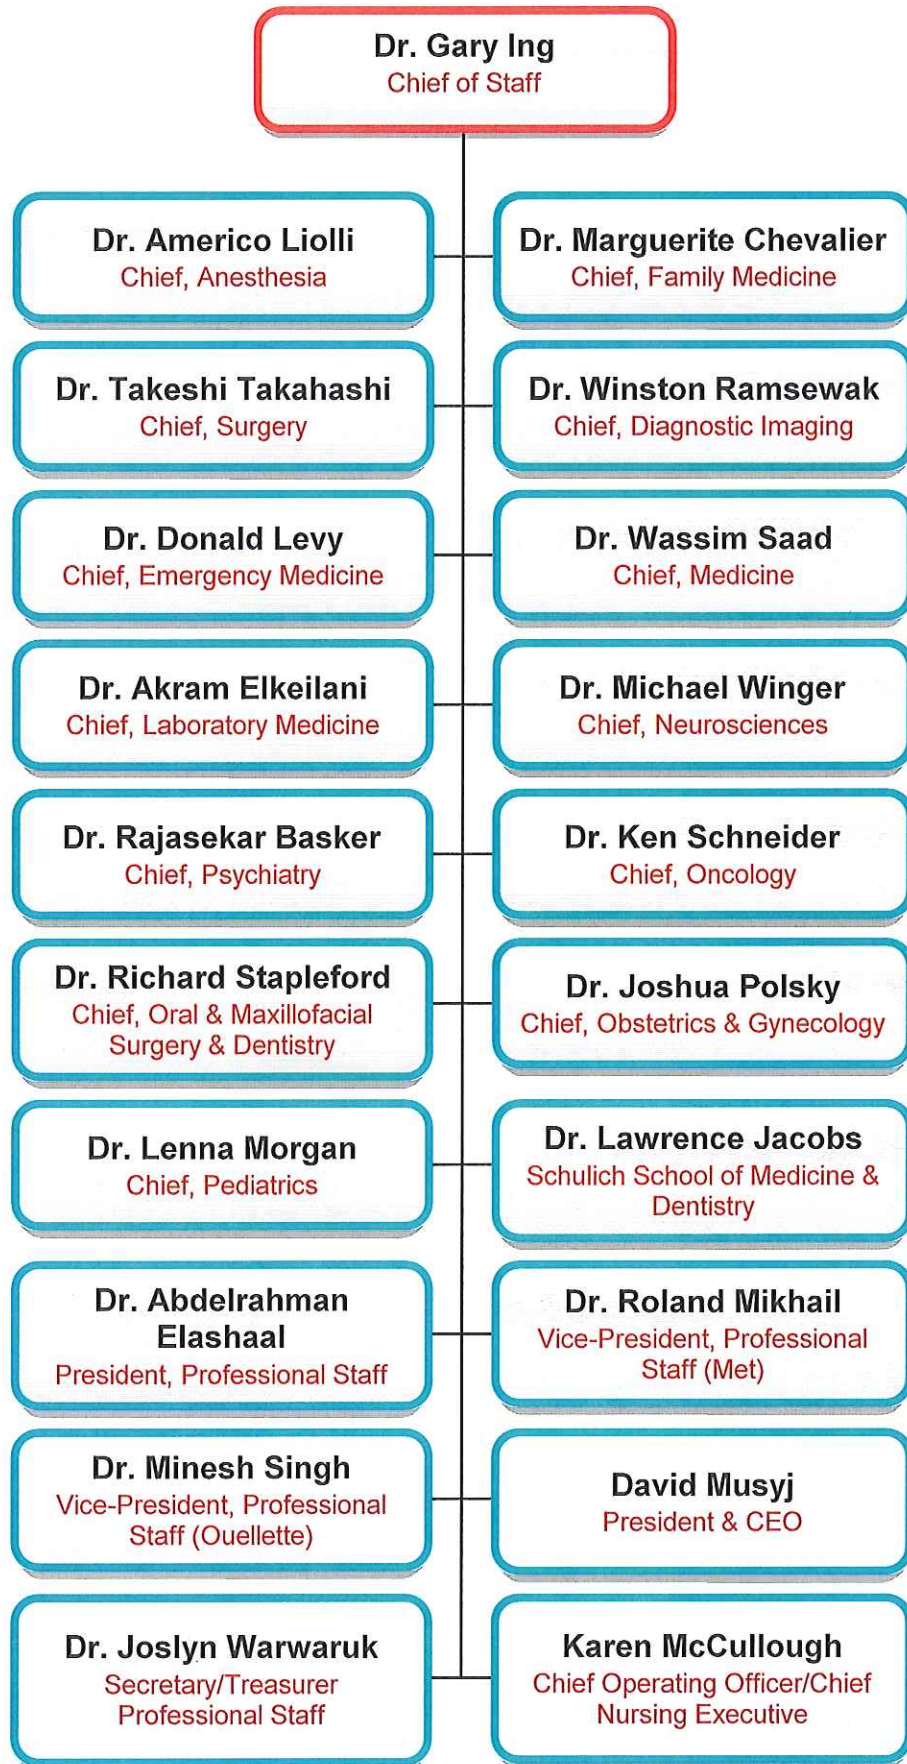 Dr. Gary Ing
Chief of Staff
Dr. Americo Liolli
Chief, Anesthesia
Dr. Marguerite Chevalier
Chief, Family Medicine
Dr. Takeshi Takahashi
Chief, Surgery
Dr. Winston Ramsewak
Chief, Diagnostic Imaging
Dr. Donald Levy
Chief, Emergency Medicine
Dr. Wassim Saad
Chief, Medicine
Dr. Akram Elkeilani
Chief, Laboratory Medicine
Dr. Michael Winger
Chief, Neurosciences
Dr. Rajasekar Basker
Chief, Psychiatry
Dr. Ken Schneider
Chief, Oncology
Dr. Richard Stapleford
Chief, Oral & Maxillofacial
Surgery & Dentistry
Dr. Joshua Polsky
Chief, Obstetrics & Gynecology
Dr. Lenna Morgan
Chief, Pediatrics
Dr. Lawrence Jacobs
Schulich School of Medicine &
Dentistry
Dr. Abdelrahman
Elashaal
President, Professional Staff
Dr. Roland Mikhail
Vice-President, Professional
Staff (Met)
Dr. Minesh Singh
Vice-President, Professional
Staff (Ouellette)
David Musyj
President & CEO
Dr. Joslyn Warwaruk
Secretary/Treasurer
Professional Staff
Karen McCullough
Chief Operating Officer/Chief
Nursing Executive